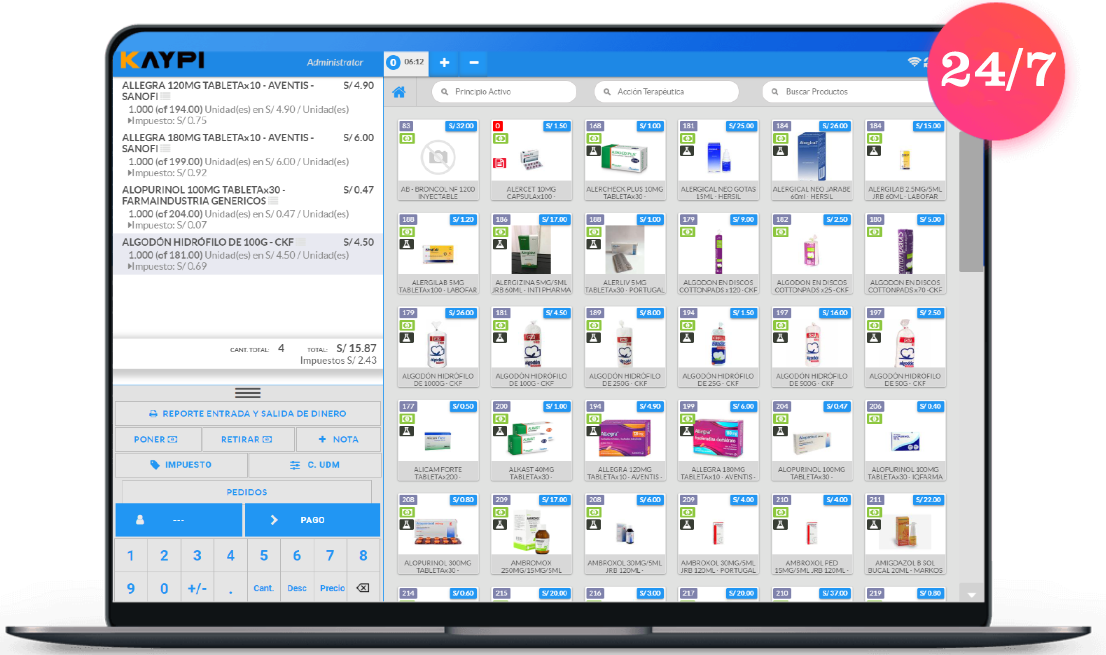 24/7
KAYPI
Administrator
0 06:12 + −
ALLEGRA 120MG TABLETAx10 - AVENTIS - S/ 4.90
SANOFI
1.000 (of 194.00) Unidad(es) en S/ 4.90 / Unidad(es)
Impuesto: S/ 0.75
ALLEGRA 180MG TABLETAx10 - AVENTIS - S/ 6.00
SANOFI
1.000 (of 199.00) Unidad(es) en S/ 6.00 / Unidad(es)
Impuesto: S/ 0.92
ALOPURINOL 100MG TABLETAx30 - S/ 0.47
FARMAINDUSTRIA GENERICOS
1.000 (of 204.00) Unidad(es) en S/ 0.47 / Unidad(es)
Impuesto: S/ 0.07
ALGODÓN HIDRÓFILO DE 100G - CKF S/ 4.50
1.000 (of 181.00) Unidad(es) en S/ 4.50 / Unidad(es)
Impuesto: S/ 0.69
CANT. TOTAL: 4 TOTAL: S/ 15.87
Impuestos S/ 2.43
REPORTE ENTRADA Y SALIDA DE DINERO
PONER RETIRAR + NOTA
IMPUESTO C. UDM
PEDIDOS
--- PAGO
1 2 3 4 5 6 7 8
9 0 +/- . Cant. Desc Precio
Principio Activo Acción Terapéutica Buscar Productos
83 S/ 32.00 0 S/ 1.50 168 S/ 1.00 181 S/ 25.00 184 S/ 26.00 184 S/ 15.00
AB - BRONCOL NF 1200 INYECTABLE
ALERCET 10MG CAPSULAx100 -
ALERCHECK PLUS 10MG TABLETAx30 -
ALERGICAL NEO GOTAS 15ML - HERSIL
ALERGICAL NEO JARABE 60ml - HERSIL
ALERGILAB 2.5MG/5ML JRB 60ML - LABOFAR
188 S/ 1.20 186 S/ 17.00 188 S/ 1.00 179 S/ 9.00 182 S/ 2.50 180 S/ 5.00
ALERGILAB 5MG TABLETAx100 - LABOFAR
ALERGIZINA 5MG/5ML JRB 60ML - INTI PHARMA
ALERLIV 5MG TABLETAx30 - PORTUGAL
ALGODON EN DISCOS COTTONPADS x120 -CKF
ALGODON EN DISCOS COTTONPADS x25 -CKF
ALGODON EN DISCOS COTTONPADS x70 -CKF
179 S/ 26.00 181 S/ 4.50 189 S/ 8.00 194 S/ 1.50 197 S/ 16.00 197 S/ 2.50
ALGODÓN HIDRÓFILO DE 1000G - CKF
ALGODÓN HIDRÓFILO DE 100G - CKF
ALGODÓN HIDRÓFILO DE 250G - CKF
ALGODÓN HIDRÓFILO DE 25G - CKF
ALGODÓN HIDRÓFILO DE 500G - CKF
ALGODÓN HIDRÓFILO DE 50G - CKF
177 S/ 0.50 200 S/ 1.00 194 S/ 4.90 199 S/ 6.00 204 S/ 0.47 206 S/ 0.40
ALICAM FORTE TABLETAx200 -
ALKAST 40MG TABLETAx30 -
ALLEGRA 120MG TABLETAx10 - AVENTIS -
ALLEGRA 180MG TABLETAx10 - AVENTIS -
ALOPURINOL 100MG TABLETAx30 -
ALOPURINOL 100MG TABLETAx30 - IQFARMA
208 S/ 0.80 209 S/ 17.00 208 S/ 6.00 209 S/ 4.00 210 S/ 4.00 211 S/ 22.00
ALOPURINOL 300MG TABLETAx30 -
AMBROMOX 250MG/15MG/5ML
AMBROXOL 30MG/5ML JRB 120ML -
AMBROXOL 30MG/5ML JRB 120ML - PORTUGAL
AMBROXOL FED 15MG/5ML JRB 120ML -
AMIGDAZOL B SOL BUCAL 20ML - MARKOS
214 S/ 0.60 215 S/ 20.00 216 S/ 3.00 217 S/ 20.00 210 S/ 37.00 219 S/ 0.80